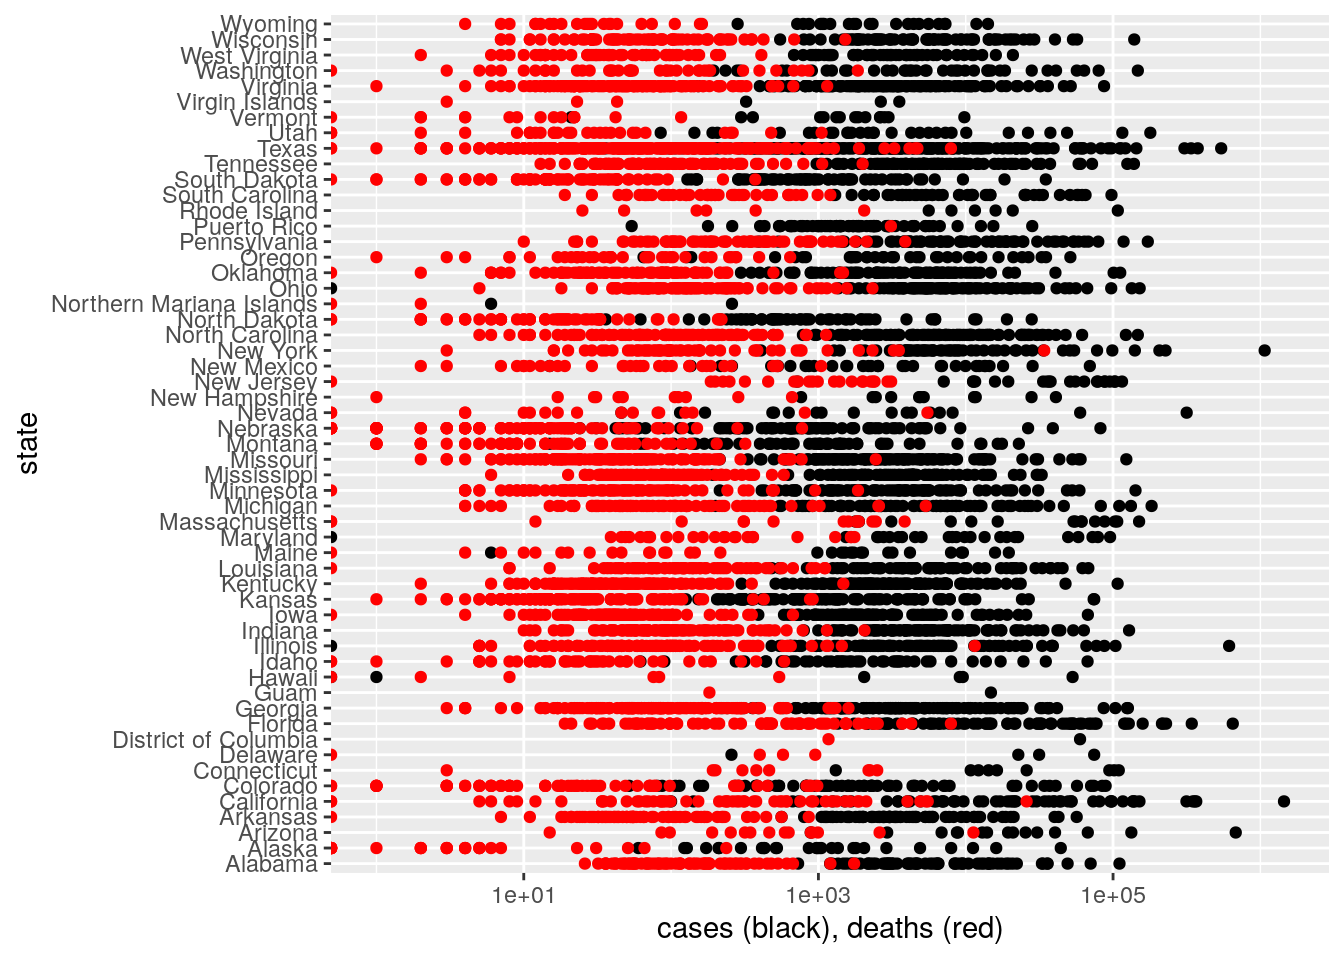 Wyoming
Wisconsin
West Virginia
Washington
Virginia
Virgin Islands
Vermont
Utah
Texas
Tennessee
South Dakota
South Carolina
Rhode Island
Puerto Rico
Pennsylvania
Oregon
Oklahoma
Ohio
Northern Mariana Islands
North Dakota
North Carolina
New York
New Mexico
New Jersey
New Hampshire
Nevada
Nebraska
Montana
Missouri
Mississippi
Minnesota
Michigan
Massachusetts
Maryland
Maine
Louisiana
Kentucky
Kansas
Iowa
Indiana
Illinois
Idaho
Hawaii
Guam
Georgia
Florida
District of Columbia
Delaware
Connecticut
Colorado
California
Arkansas
Arizona
Alaska
Alabama
state
1e+01 1e+03 1e+05
cases (black), deaths (red)